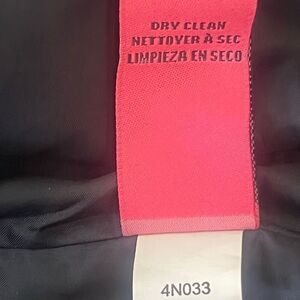 DRY CLEAN
NETTOYER À SEC
LIMPIEZA EN SECO
4N033